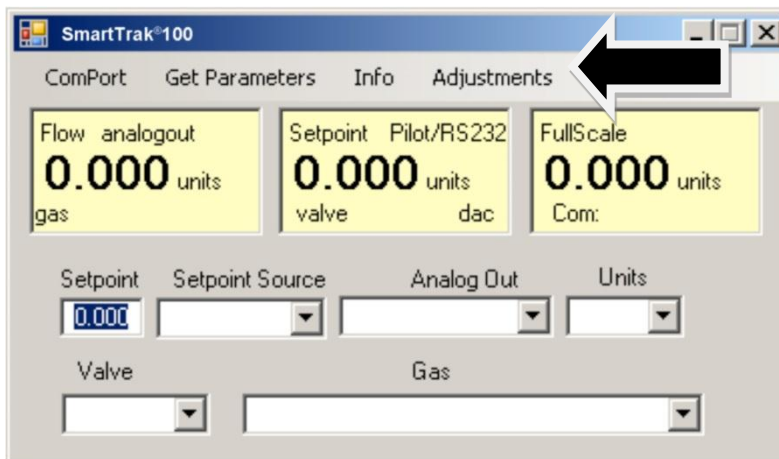 SmartTrak®100
ComPort Get Parameters Info Adjustments
Flow analogout
0.000 units
gas
Setpoint Pilot/RS232
0.000 units
valve dac
FullScale
0.000 units
Com:
Setpoint Setpoint Source Analog Out Units
0.000
Valve Gas